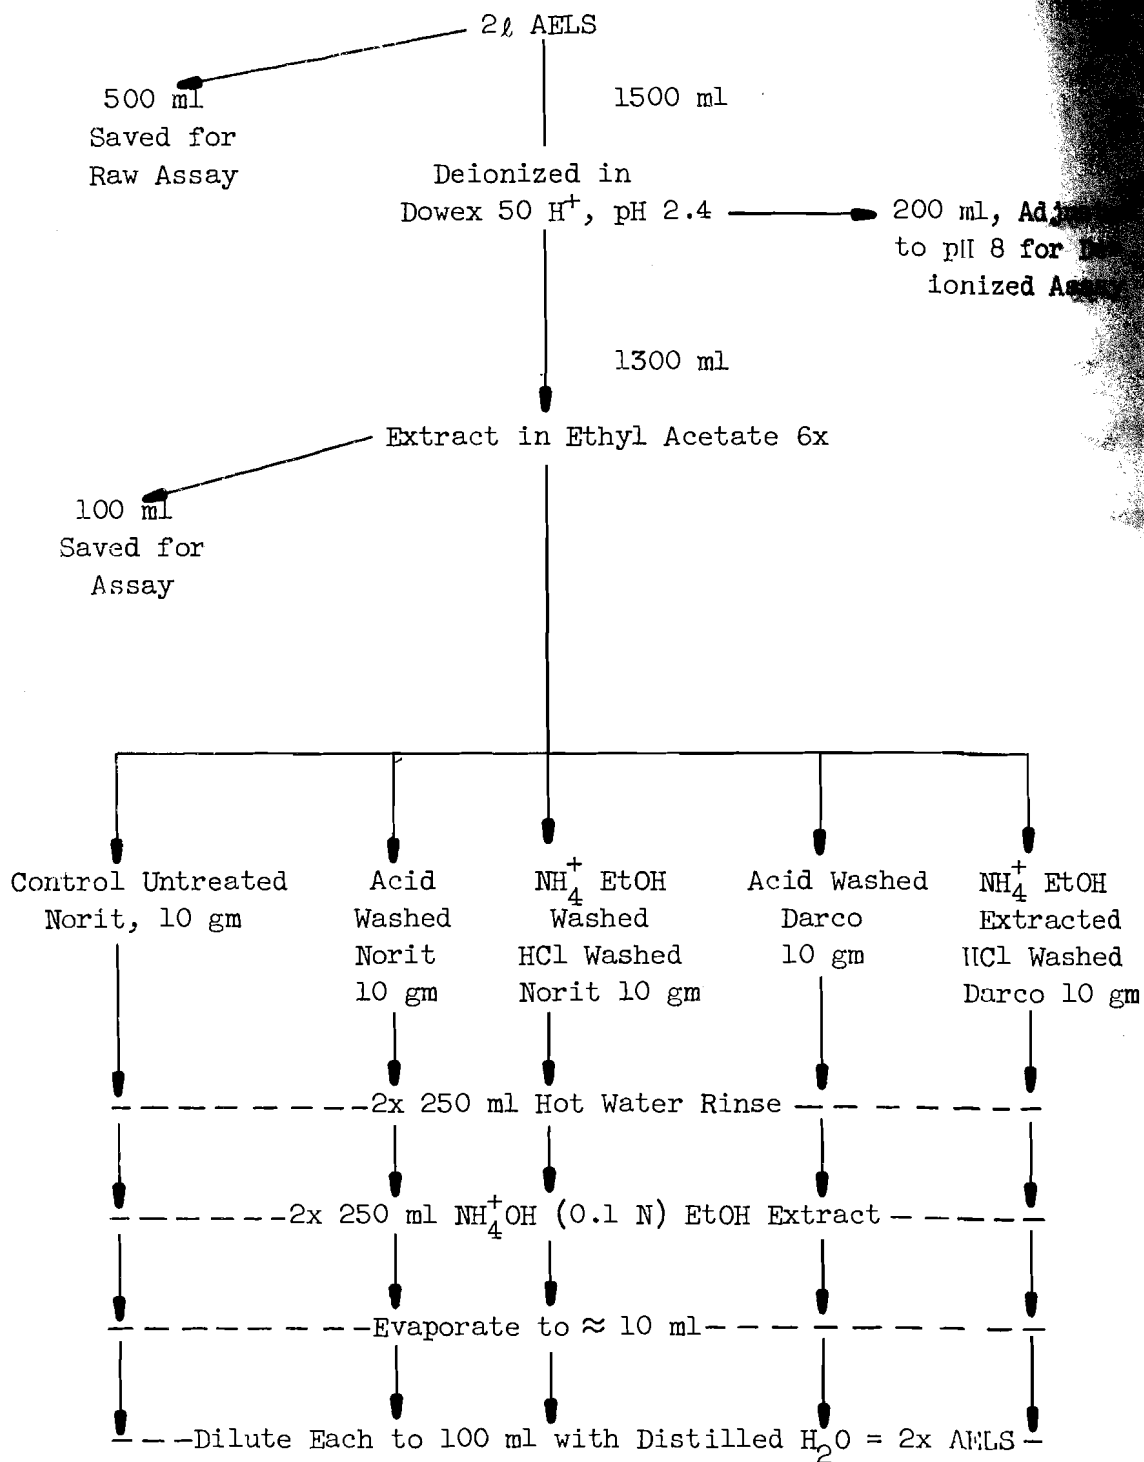 2ℓ AELS
500 ml
Saved for
Raw Assay
1500 ml
Deionized in
Dowex 50 H⁺, pH 2.4
200 ml,
to pH 8 for
ionized
1300 ml
Extract in Ethyl Acetate 6x
100 ml
Saved for
Assay
Control Untreated
Norit, 10 gm
Acid
Washed
Norit
10 gm
NH₄⁺ EtOH
Washed
HCl Washed
Norit 10 gm
Acid Washed
Darco
10 gm
NH₄⁺ EtOH
Extracted
HCl Washed
Darco 10 gm
2x 250 ml Hot Water Rinse
2x 250 ml NH₄⁺OH (0.1 N) EtOH Extract
Evaporate to ≈ 10 ml
Dilute Each to 100 ml with Distilled H₂O = 2x AELS